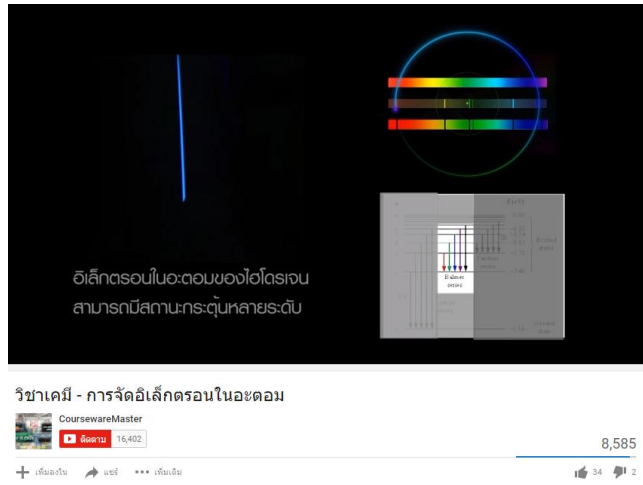 อิเล็กตรอนในอะตอมของไฮโดรเจน
สามารถมีสถานะกระตุ้นหลายระดับ
Balmer
series
วิชาเคมี - การจัดอิเล็กตรอนในอะตอม
CoursewareMaster
ติดตาม 16,402
8,585
เพิ่มลงใน แชร์ เพิ่มเติม
34 2